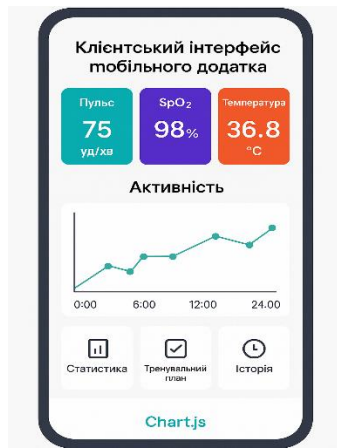 Клієнтський інтерфейс
мобільного додатка
Пульс
75
уд/хв
SpO₂
98%
Температура
36.8
°C
Активність
0:00 6:00 12:00 24.00
Статистика
Тренувальний
план
Історія
Chart.js